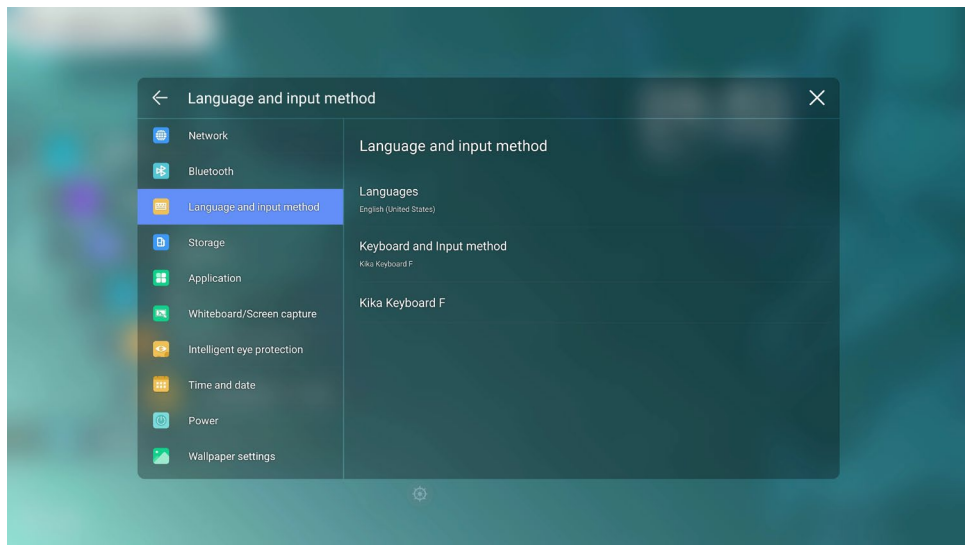 Language and input method
Network
Bluetooth
Language and input method
Storage
Application
Whiteboard/Screen capture
Intelligent eye protection
Time and date
Power
Wallpaper settings
Language and input method
Languages
English (United States)
Keyboard and Input method
Kika Keyboard F
Kika Keyboard F